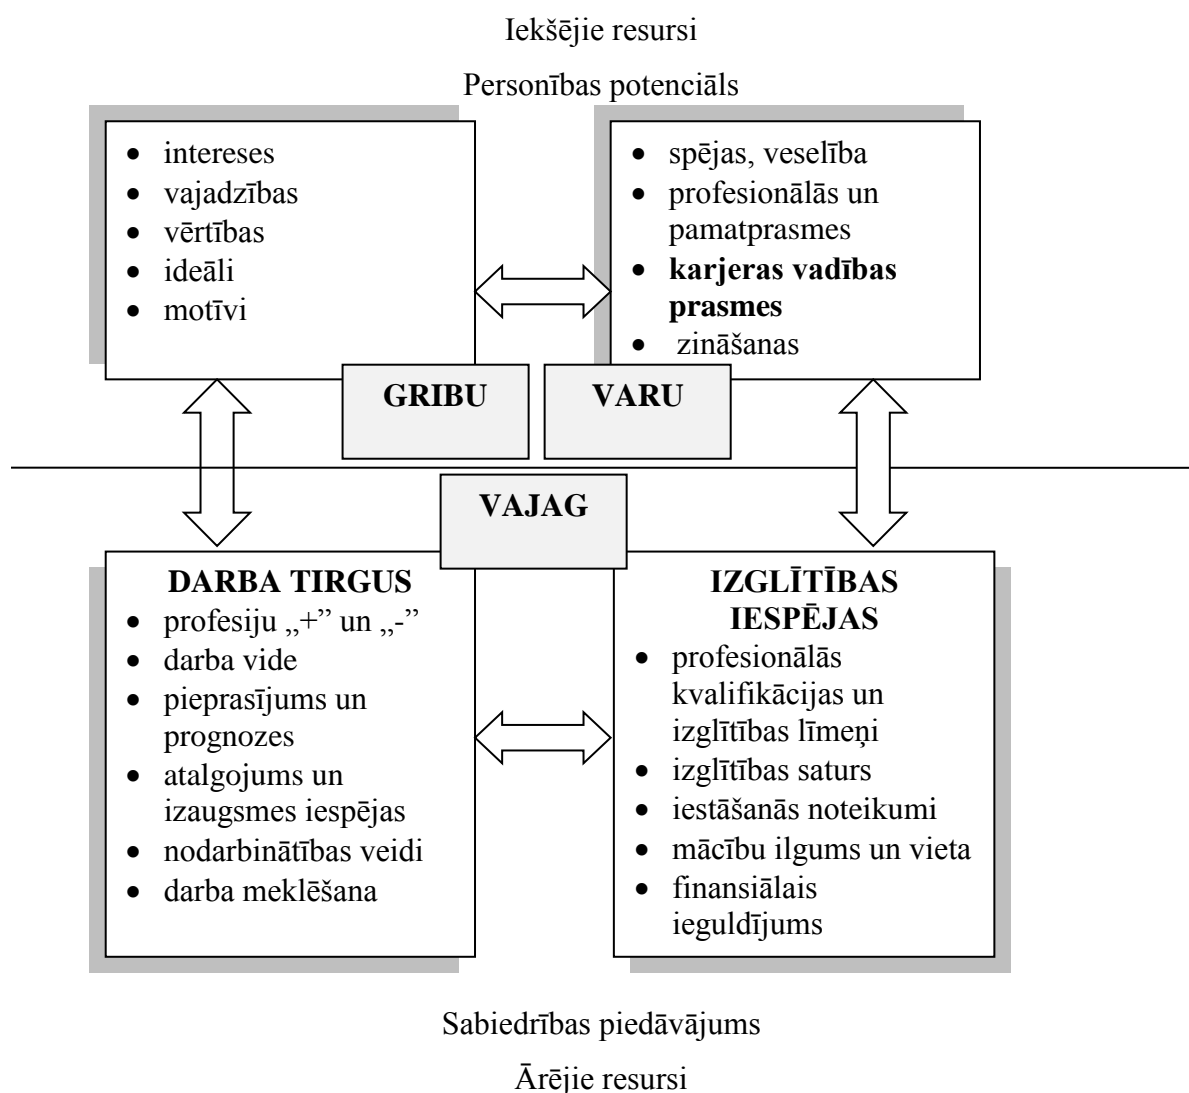 Iekšējie resursi
Personības potenciāls
• intereses
• vajadzības
• vērtības
• ideāli
• motīvi
• spējas, veselība
• profesionālās un
pamatprasmes
• karjeras vadības
prasmes
• zināšanas
GRIBU
VARU
VAJAG
DARBA TIRGUS
• profesiju „+” un „-”
• darba vide
• pieprasījums un
prognozes
• atalgojums un
izaugsmes iespējas
• nodarbinātības veidi
• darba meklēšana
IZGLĪTĪBAS
IESPĒJAS
• profesionālās
kvalifikācijas un
izglītības līmeņi
• izglītības saturs
• iestāšanās noteikumi
• mācību ilgums un vieta
• finansiālais
ieguldījums
Sabiedrības piedāvājums
Ārējie resursi